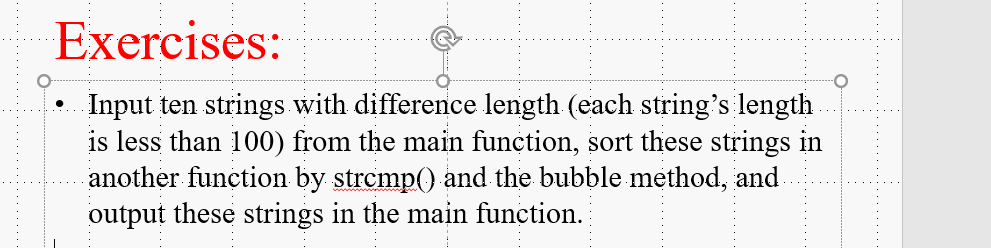 Exercises:
• Input ten strings with difference length (each string’s length
is less than 100) from the main function, sort these strings in
another function by strcmp() and the bubble method, and
output these strings in the main function.